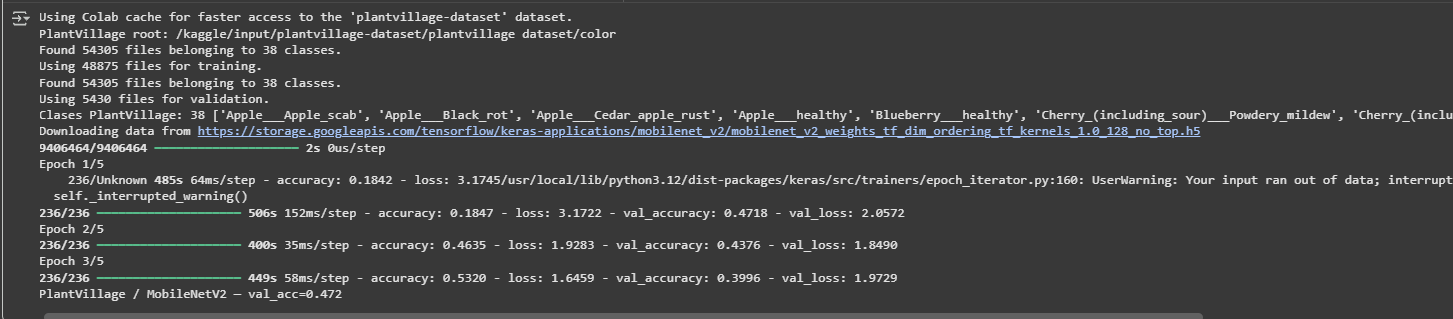 Using Colab cache for faster access to the 'plantvillage-dataset' dataset.
PlantVillage root: /kaggle/input/plantvillage-dataset/plantvillage dataset/color
Found 54305 files belonging to 38 classes.
Using 48875 files for training.
Found 54305 files belonging to 38 classes.
Using 5430 files for validation.
Clases PlantVillage: 38 ['Apple___Apple_scab', 'Apple___Black_rot', 'Apple___Cedar_apple_rust', 'Apple___healthy', 'Blueberry___healthy', 'Cherry_(including_sour)___Powdery_mildew', 'Cherry_(inclu
Downloading data from https://storage.googleapis.com/tensorflow/keras-applications/mobilenet_v2/mobilenet_v2_weights_tf_dim_ordering_tf_kernels_1.0_128_no_top.h5
9406464/9406464 ━━━━━━━━━━━━━━━━━━━━ 2s 0us/step
Epoch 1/5
236/Unknown 485s 64ms/step - accuracy: 0.1842 - loss: 3.1745/usr/local/lib/python3.12/dist-packages/keras/src/trainers/epoch_iterator.py:160: UserWarning: Your input ran out of data; interrupt
self._interrupted_warning()
236/236 ━━━━━━━━━━━━━━━━━━━━ 506s 152ms/step - accuracy: 0.1847 - loss: 3.1722 - val_accuracy: 0.4718 - val_loss: 2.0572
Epoch 2/5
236/236 ━━━━━━━━━━━━━━━━━━━━ 400s 35ms/step - accuracy: 0.4635 - loss: 1.9283 - val_accuracy: 0.4376 - val_loss: 1.8490
Epoch 3/5
236/236 ━━━━━━━━━━━━━━━━━━━━ 449s 58ms/step - accuracy: 0.5320 - loss: 1.6459 - val_accuracy: 0.3996 - val_loss: 1.9729
PlantVillage / MobileNetV2 — val_acc=0.472